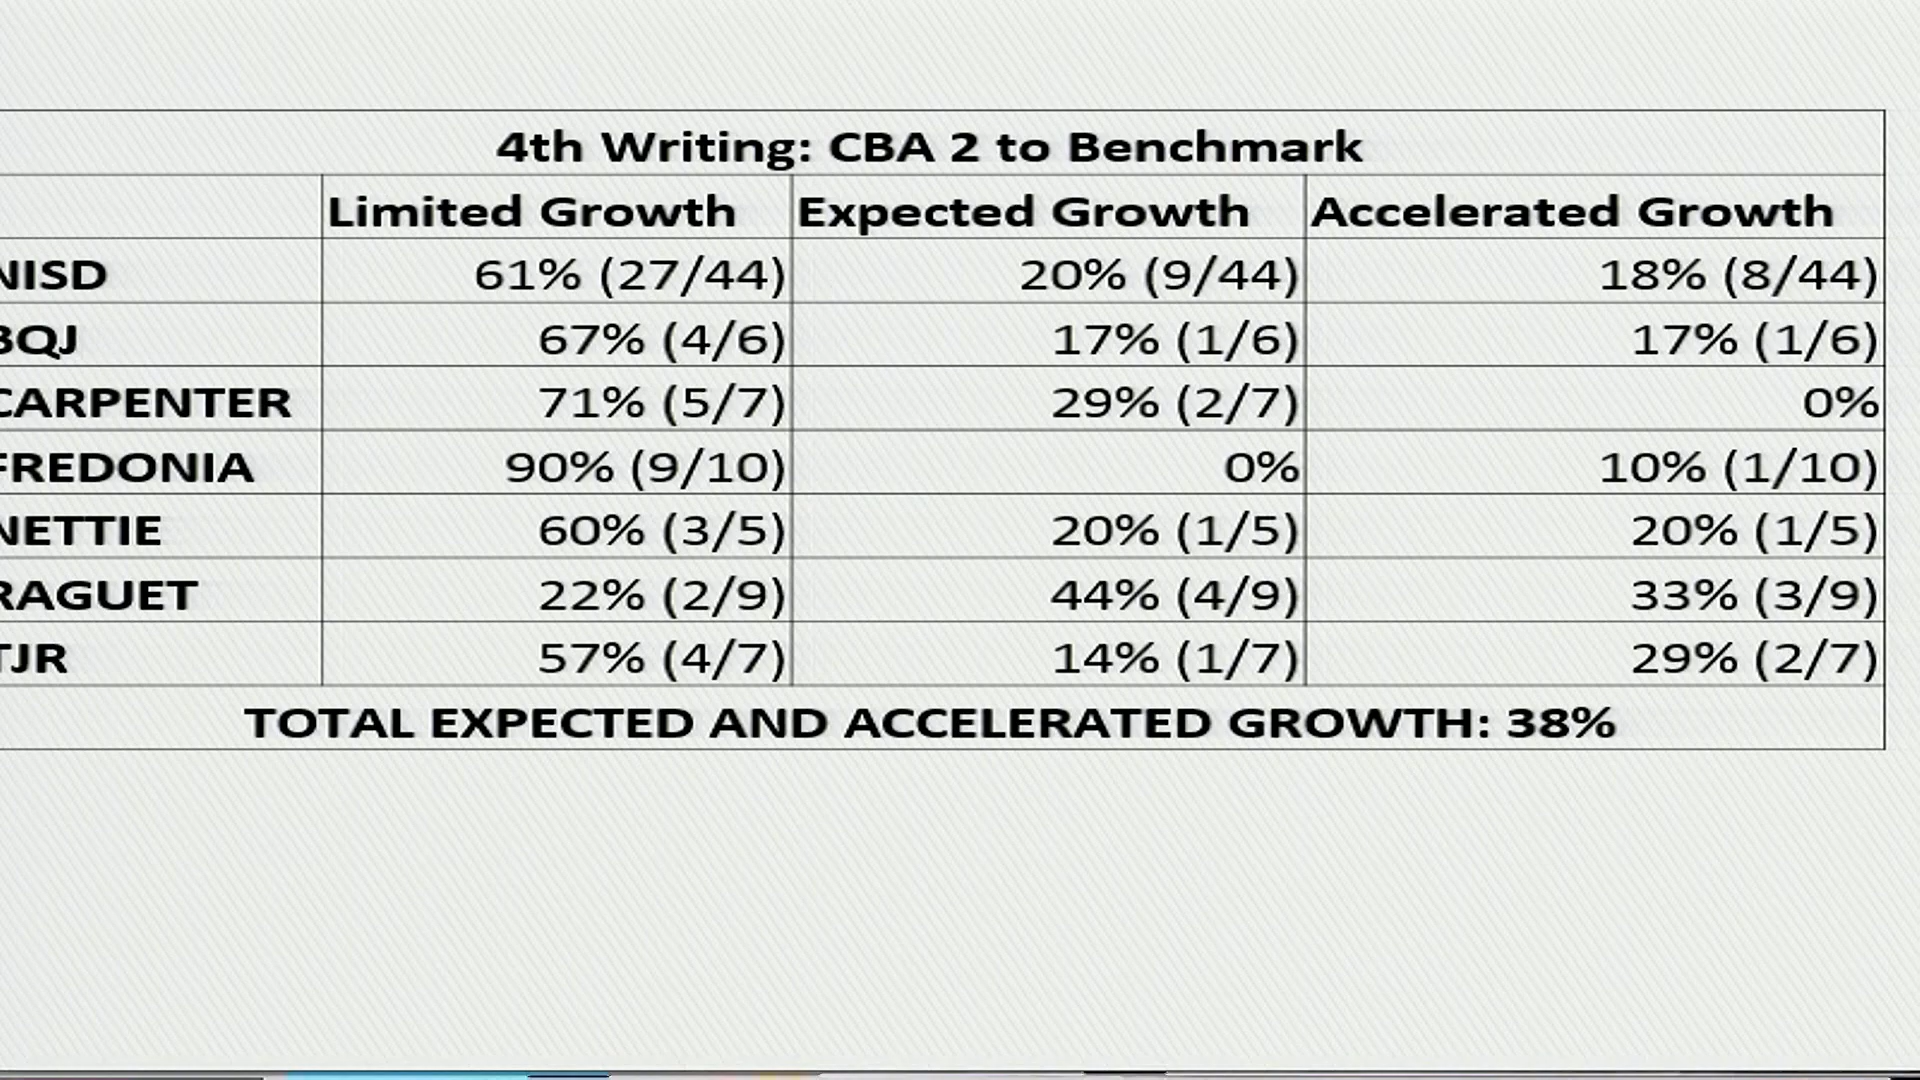 4th Writing: CBA 2 to Benchmark
Limited Growth Expected Growth Accelerated Growth
NISD 61% (27/44) 20% (9/44) 18% (8/44)
BQJ 67% (4/6) 17% (1/6) 17% (1/6)
CARPENTER 71% (5/7) 29% (2/7) 0%
FREDONIA 90% (9/10) 0% 10% (1/10)
NETTIE 60% (3/5) 20% (1/5) 20% (1/5)
RAGUET 22% (2/9) 44% (4/9) 33% (3/9)
TJR 57% (4/7) 14% (1/7) 29% (2/7)
TOTAL EXPECTED AND ACCELERATED GROWTH: 38%